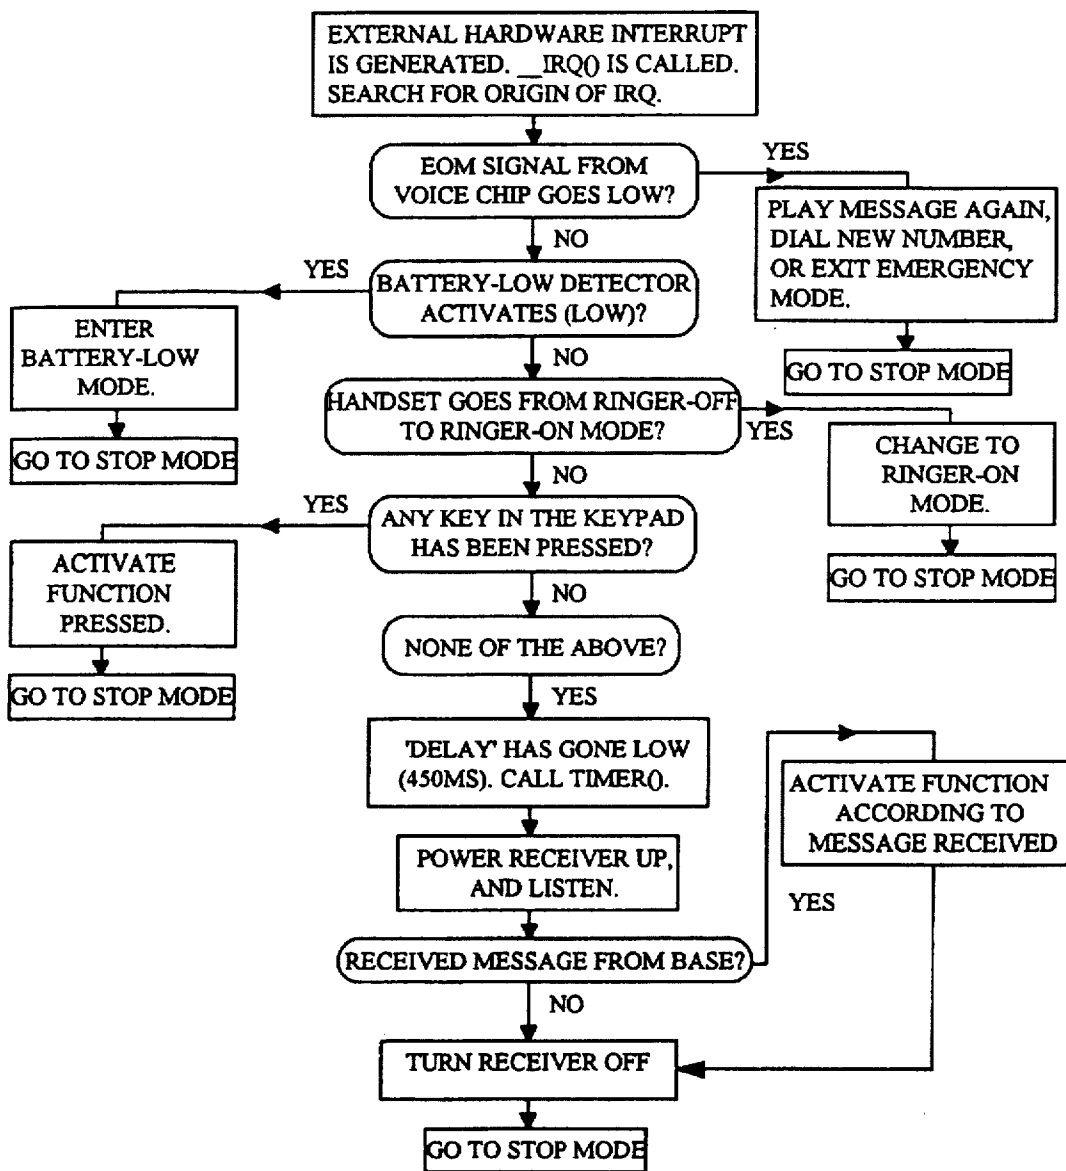 EXTERNAL HARDWARE INTERRUPT
IS GENERATED. __IRQ() IS CALLED.
SEARCH FOR ORIGIN OF IRQ.
EOM SIGNAL FROM
VOICE CHIP GOES LOW?
YES
PLAY MESSAGE AGAIN,
DIAL NEW NUMBER,
OR EXIT EMERGENCY
MODE.
GO TO STOP MODE
NO
BATTERY-LOW DETECTOR
ACTIVATES (LOW)?
YES
ENTER
BATTERY-LOW
MODE.
GO TO STOP MODE
NO
HANDSET GOES FROM RINGER-OFF
TO RINGER-ON MODE?
YES
CHANGE TO
RINGER-ON
MODE.
GO TO STOP MODE
NO
ANY KEY IN THE KEYPAD
HAS BEEN PRESSED?
YES
ACTIVATE
FUNCTION
PRESSED.
GO TO STOP MODE
NO
NONE OF THE ABOVE?
YES
'DELAY' HAS GONE LOW
(450MS). CALL TIMER().
POWER RECEIVER UP,
AND LISTEN.
RECEIVED MESSAGE FROM BASE?
YES
ACTIVATE FUNCTION
ACCORDING TO
MESSAGE RECEIVED
NO
TURN RECEIVER OFF
GO TO STOP MODE